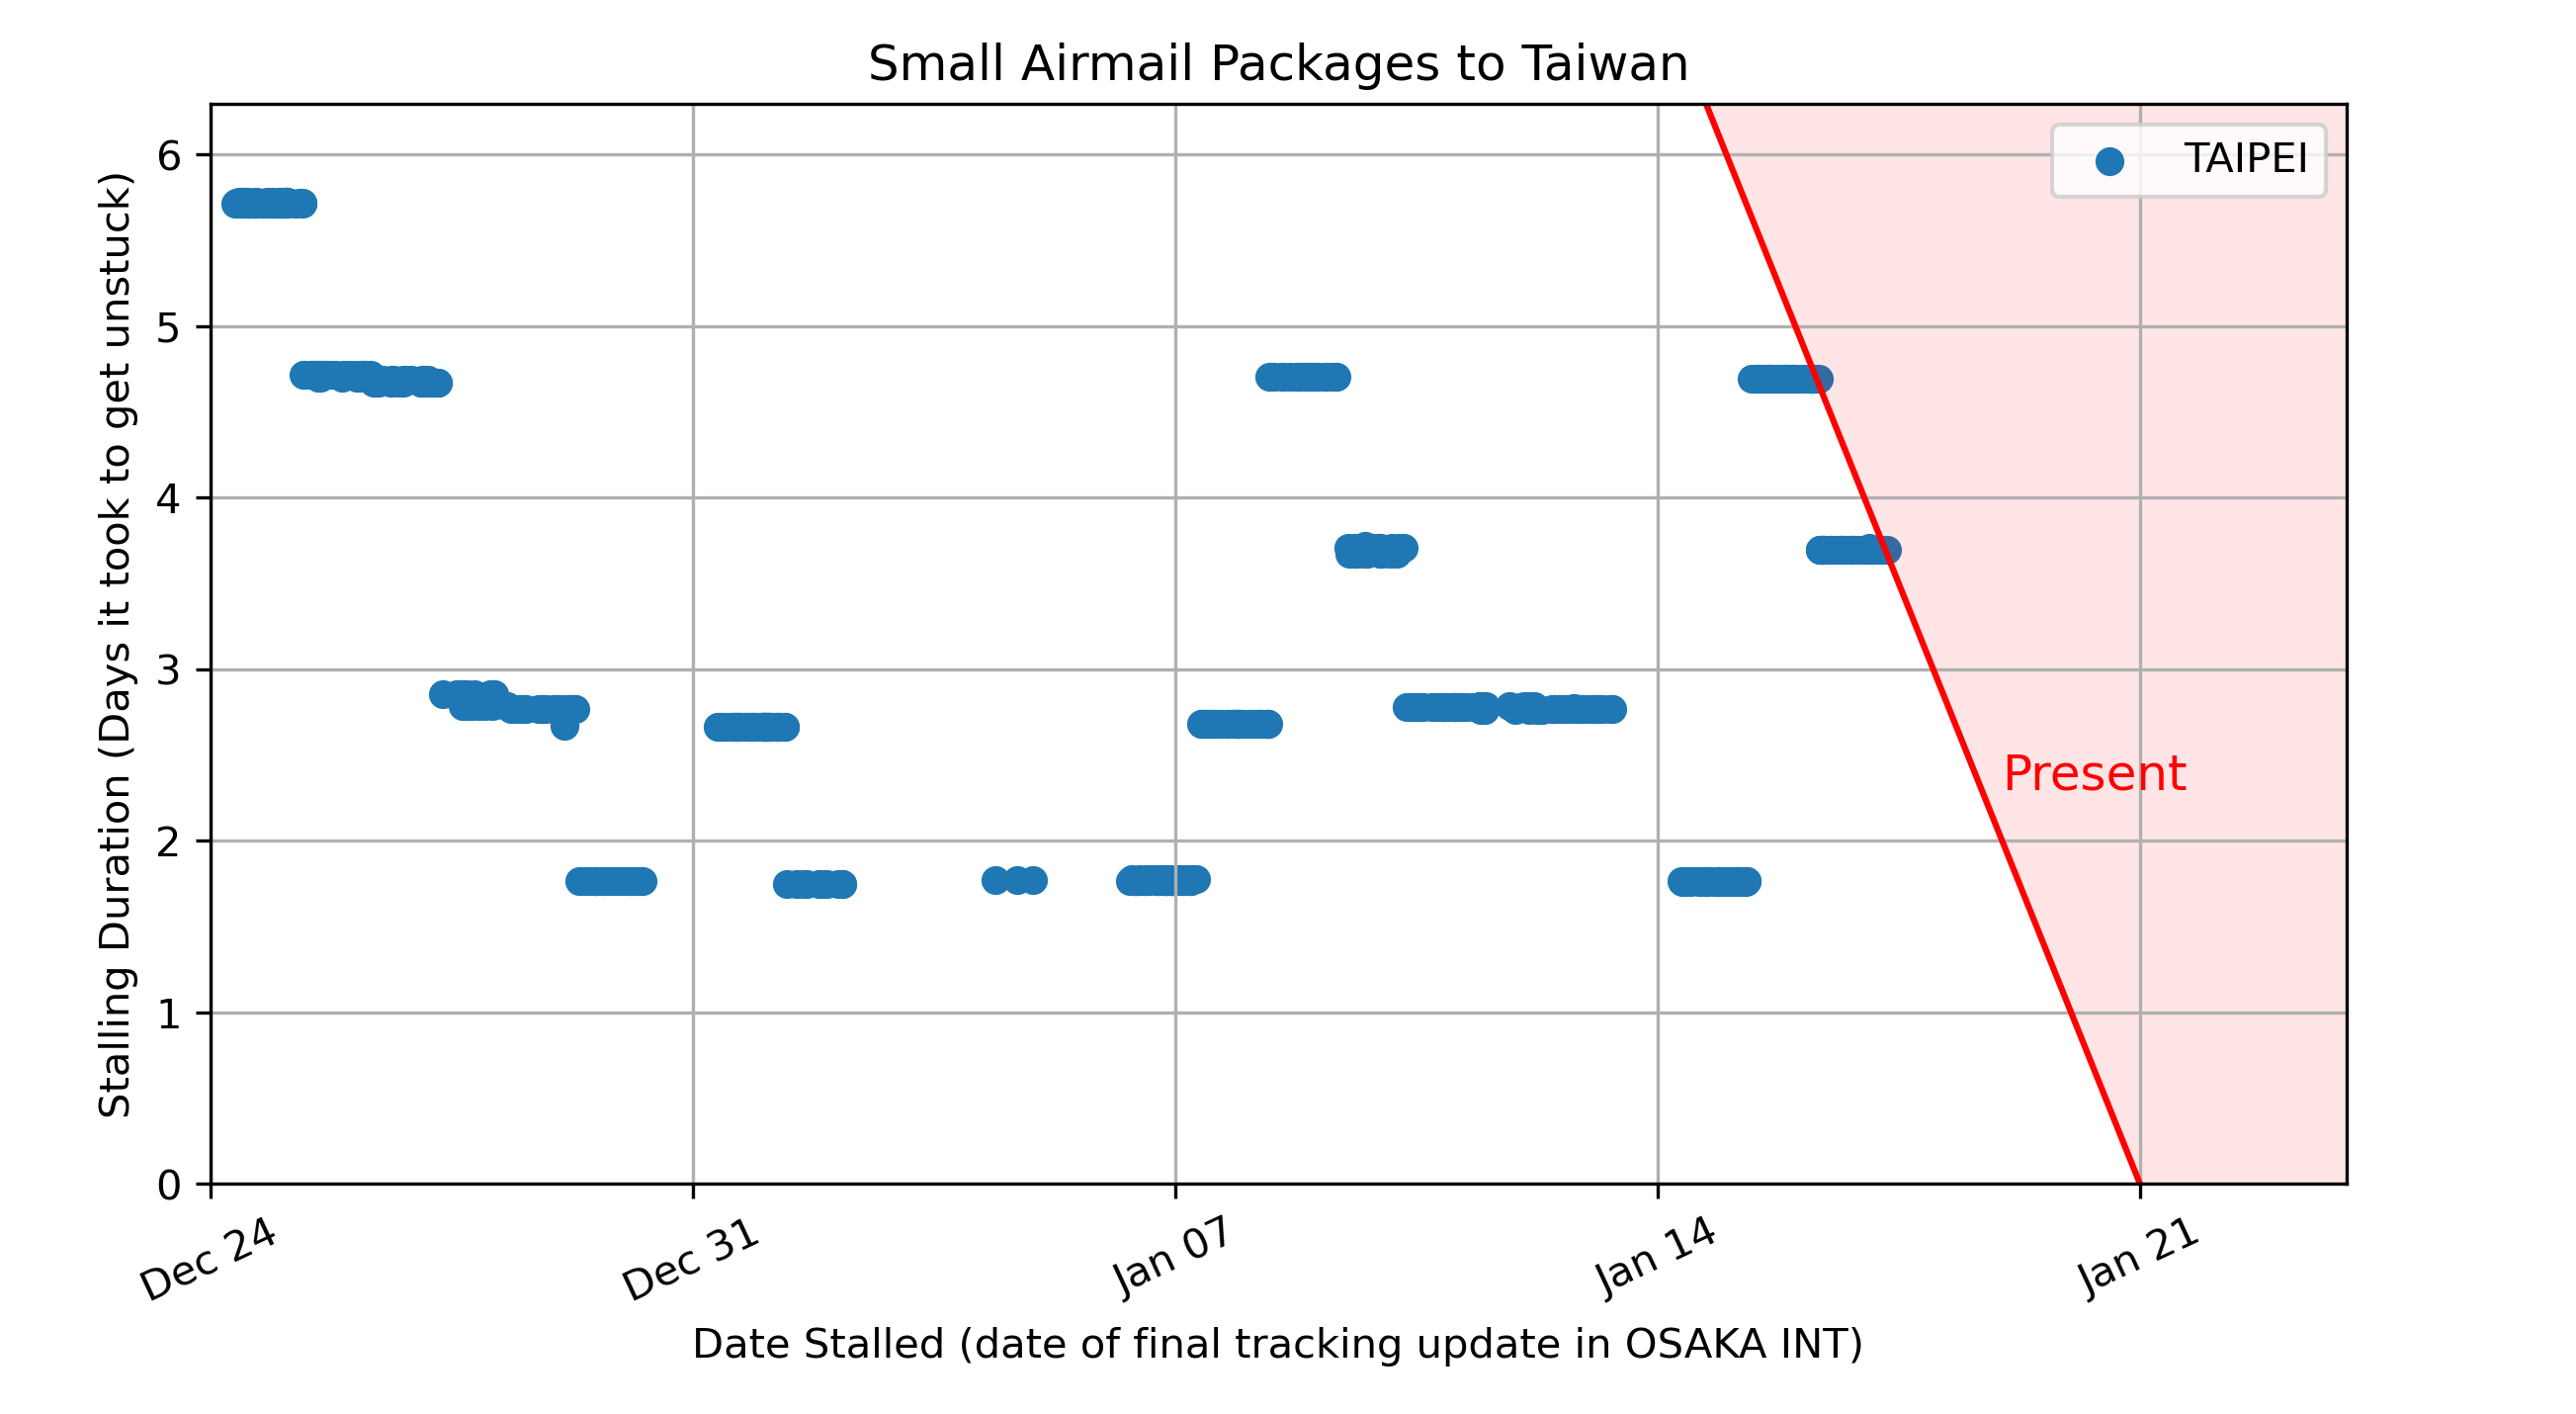 Small Airmail Packages to Taiwan
Stalling Duration (Days it took to get unstuck)
6
5
4
3
2
1
0
TAIPEI
Present
Dec 24
Dec 31
Jan 07
Jan 14
Jan 21
Date Stalled (date of final tracking update in OSAKA INT)